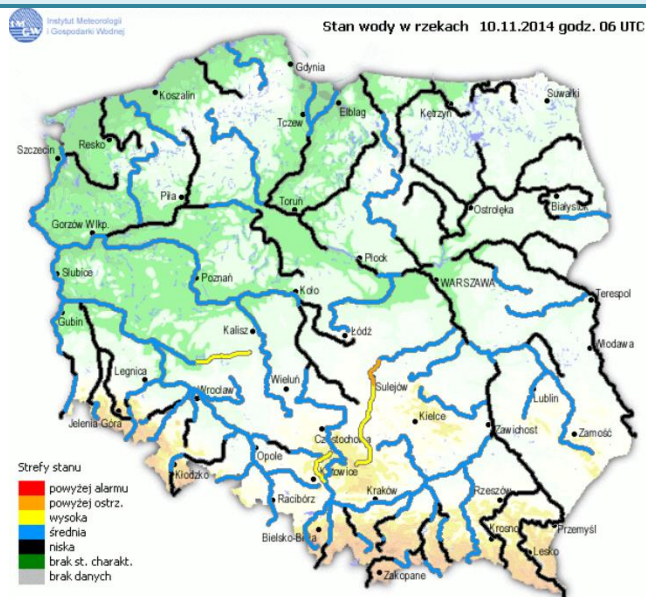 IMGW
Instytut Meteorologii
i Gospodarki Wodnej
Stan wody w rzekach 10.11.2014 godz. 06 UTC
Gdynia
Koszalin
Suwałki
Elbląg
Kętrzyn
Tczew
Resko
Szczecin
Piła
Toruń
Ostrołęka
Białystok
Gorzów Wlkp.
Płock
Słubice
Poznań
WARSZAWA
Koło
Terespol
Gubin
Kalisz
Łódź
Włodawa
Legnica
Wieluń
Sulejów
Wrocław
Lublin
Jelenia Góra
Kielce
Zawichost
Częstochowa
Zamość
Opole
Strefy stanu
Kłodzko
Katowice
powyżej alarmu
Racibórz
Kraków
Rzeszów
powyżej ostrz.
wysoka
Bielsko-Biała
Krosno
Przemyśl
średnia
niska
Lesko
brak st. charakt.
Zakopane
brak danych